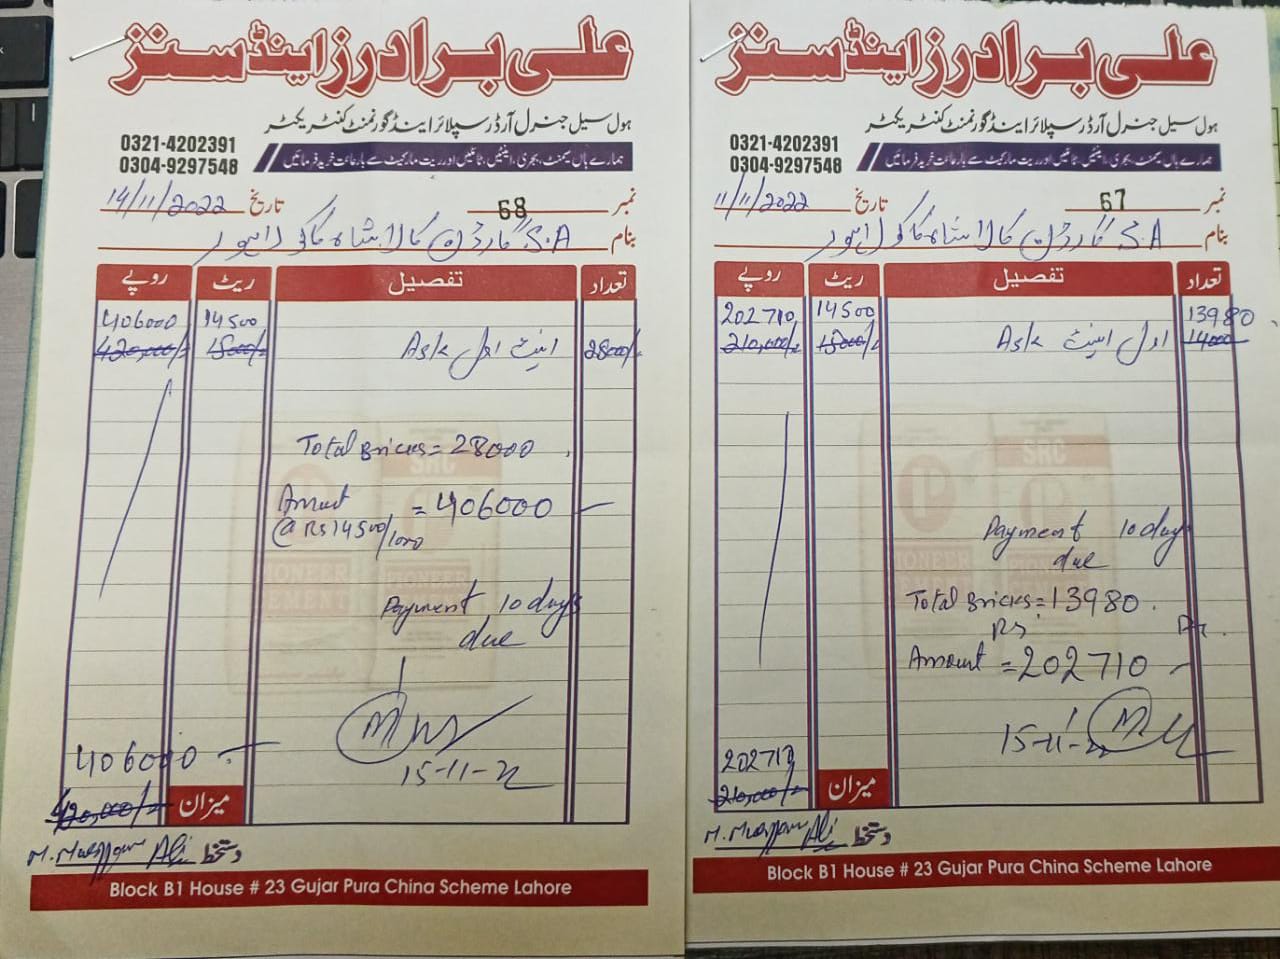 علی برادرز اینڈ سنز
ہول سیل جنرل آرڈر سپلائر اینڈ گورنمنٹ کنٹریکٹر
0321-4202391
0304-9297548
ہمارے ہاں سیمنٹ، بجری، اینٹیں، ٹائلیں اور ریت مارکیٹ سے بارعائت خرید فرمائیں
نمبر 68 تاریخ 14/11/2022
بنام S.A گارڈن کالا شاہ کاکو لاہور
تعداد تفصیل ریٹ روپے
14500 406000
28000/- اینٹ اول Ask 15000/- 420,000/-
Total Bricks = 28000
Amount = 406000
@ Rs 14500/1000
Payment 10 days
due
15-11-22
406000
میزان 420,000/-
دستخط M. Muazzam Ali
Block B1 House # 23 Gujar Pura China Scheme Lahore
علی برادرز اینڈ سنز
ہول سیل جنرل آرڈر سپلائر اینڈ گورنمنٹ کنٹریکٹر
0321-4202391
0304-9297548
ہمارے ہاں سیمنٹ، بجری، اینٹیں، ٹائلیں اور ریت مارکیٹ سے بارعائت خرید فرمائیں
نمبر 67 تاریخ 11/11/2022
بنام S.A گارڈن کالا شاہ کاکو لاہور
تعداد تفصیل ریٹ روپے
13980 14500 202710
14000 اول اینٹ Ask 15000/- 210,000/-
Payment 10 days
due
Total Bricks = 13980
Rs
Amount = 202710
15-11-22
202710
میزان 210,000/-
دستخط M. Muazzam Ali
Block B1 House # 23 Gujar Pura China Scheme Lahore